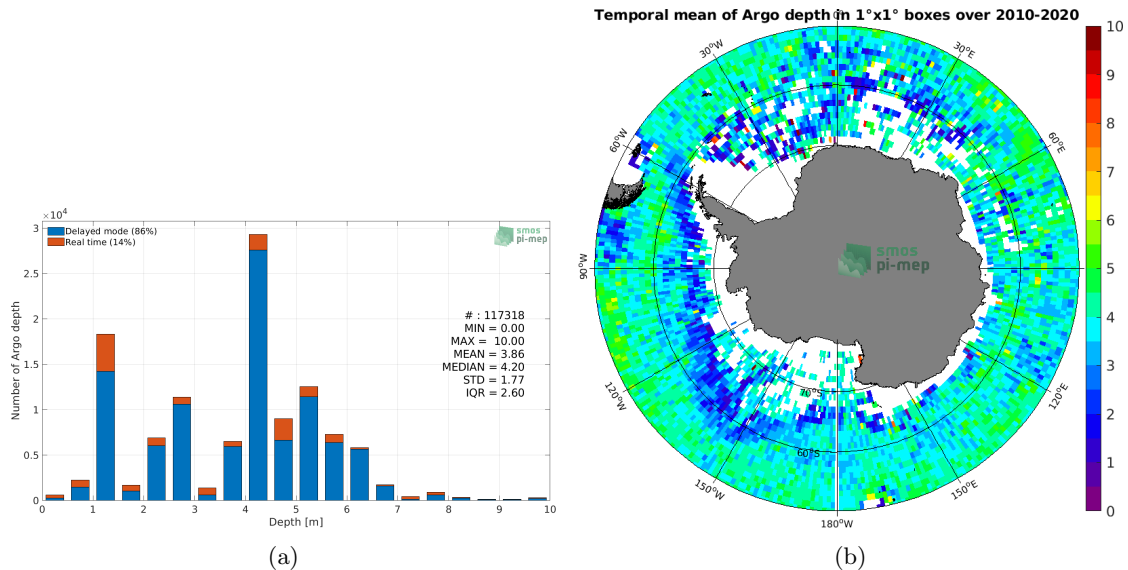 ×10⁴
3
2.5
2
1.5
1
0.5
0
Number of Argo depth
Delayed mode (86%)
Real time (14%)
smos
pi-mep
# : 117318
MIN = 0.00
MAX = 10.00
MEAN = 3.86
MEDIAN = 4.20
STD = 1.77
IQR = 2.60
0 1 2 3 4 5 6 7 8 9 10
Depth [m]
(a)
Temporal mean of Argo depth in 1°x1° boxes over 2010-2020
0°
30°W
30°E
60°W
60°E
90°W
smos
pi-mep
120°W
120°E
70°S
60°S
150°W
150°E
180°W
10
9
8
7
6
5
4
3
2
1
0
(b)